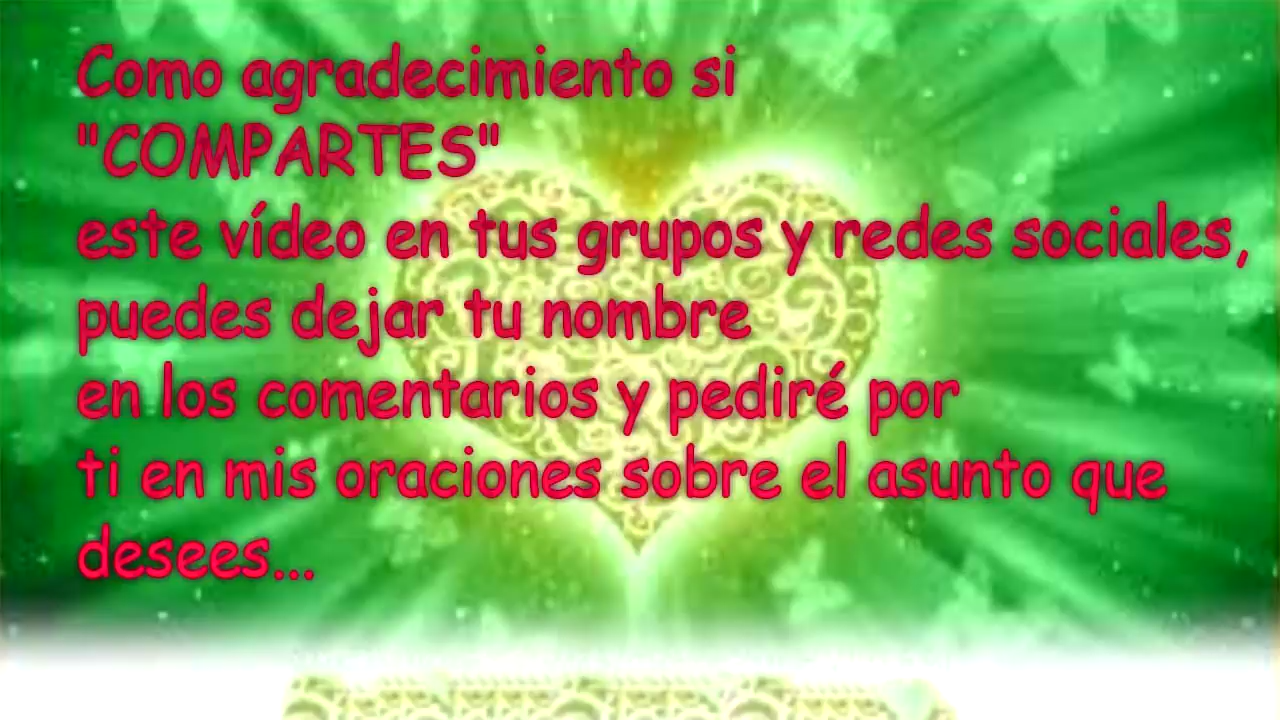 Como agradecimiento si
"COMPARTES"
este vídeo en tus grupos y redes sociales,
puedes dejar tu nombre
en los comentarios y pediré por
ti en mis oraciones sobre el asunto que
desees...